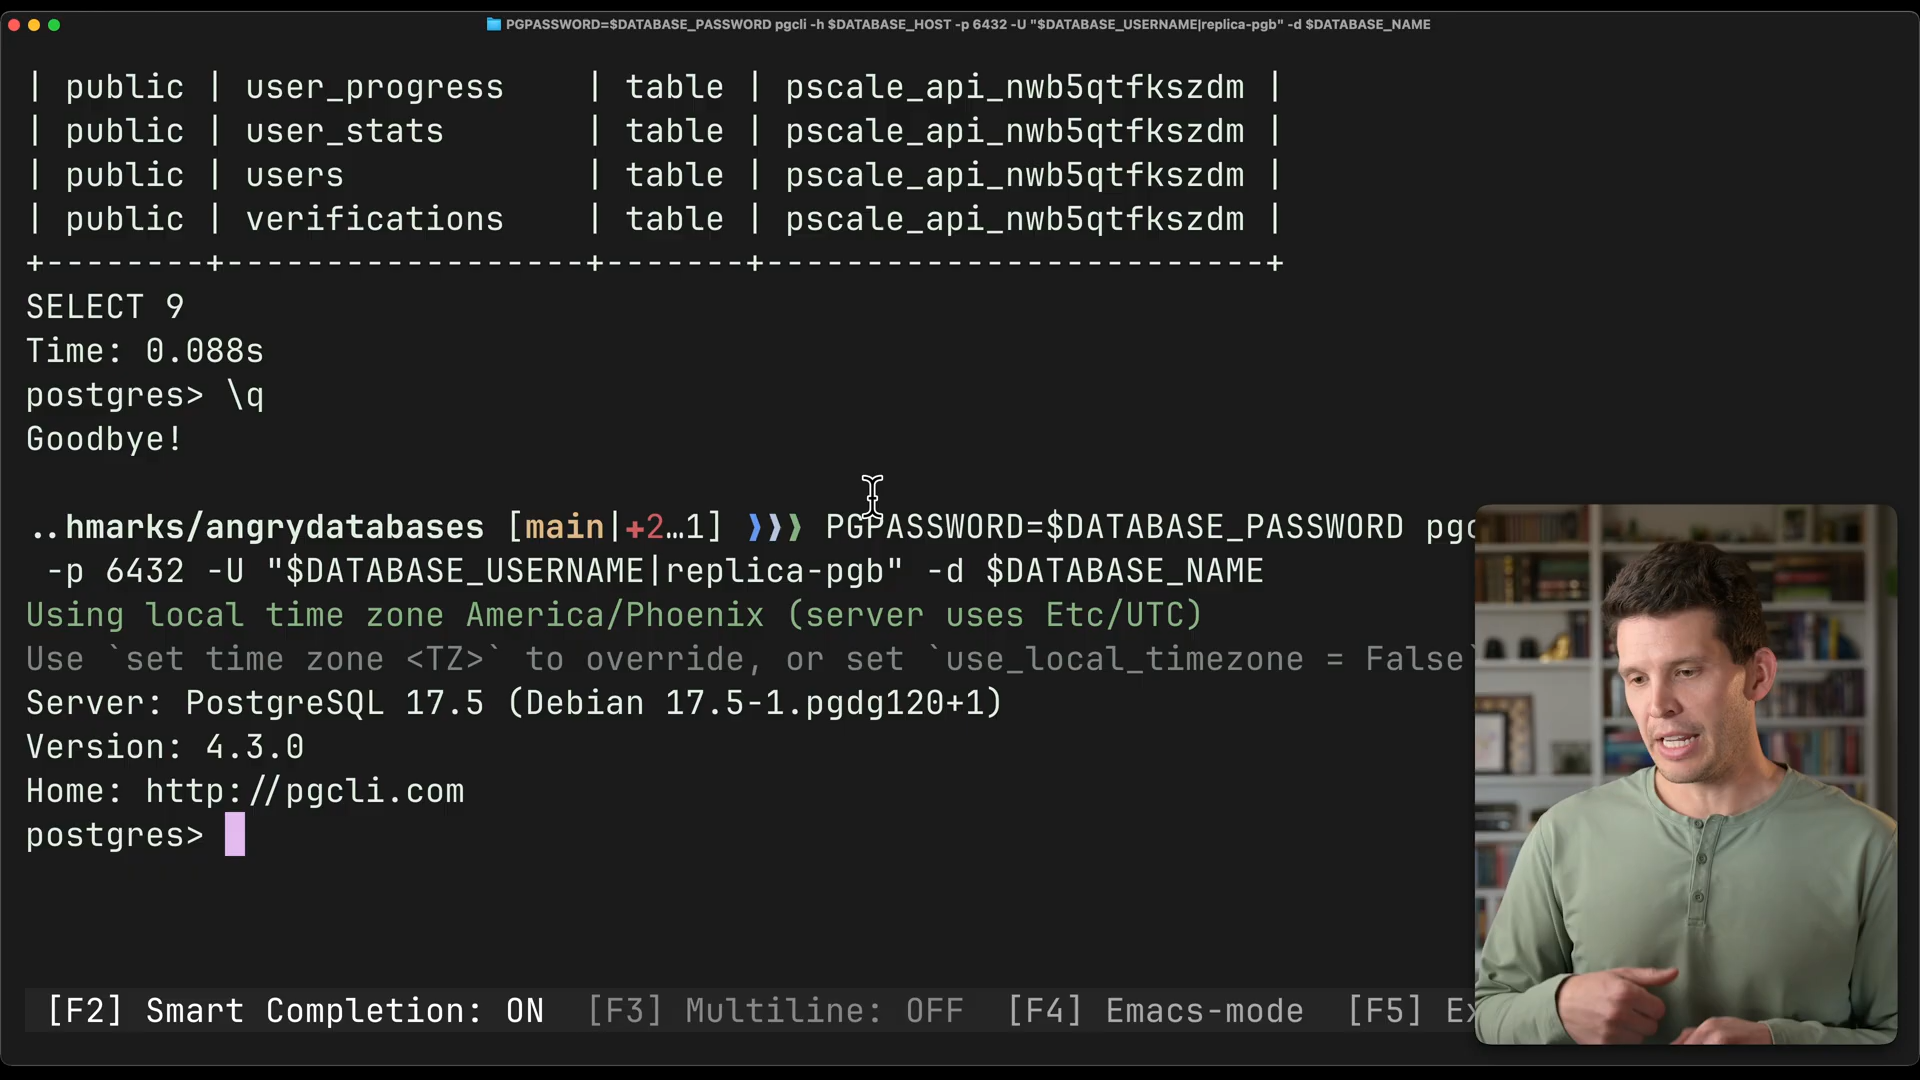 PGPASSWORD=$DATABASE_PASSWORD pgcli -h $DATABASE_HOST -p 6432 -U "$DATABASE_USERNAME|replica-pgb" -d $DATABASE_NAME
| public | user_progress | table | pscale_api_nwb5qtfkszdm |
| public | user_stats | table | pscale_api_nwb5qtfkszdm |
| public | users | table | pscale_api_nwb5qtfkszdm |
| public | verifications | table | pscale_api_nwb5qtfkszdm |
+--------+------------------+-------+-------------------------+
SELECT 9
Time: 0.088s
postgres> \q
Goodbye!
..hmarks/angrydatabases [main|+2…1] ❯❯❯ PGPASSWORD=$DATABASE_PASSWORD pgc
-p 6432 -U "$DATABASE_USERNAME|replica-pgb" -d $DATABASE_NAME
Using local time zone America/Phoenix (server uses Etc/UTC)
Use `set time zone <TZ>` to override, or set `use_local_timezone = False`
Server: PostgreSQL 17.5 (Debian 17.5-1.pgdg120+1)
Version: 4.3.0
Home: http://pgcli.com
postgres>
[F2] Smart Completion: ON [F3] Multiline: OFF [F4] Emacs-mode [F5] Ex